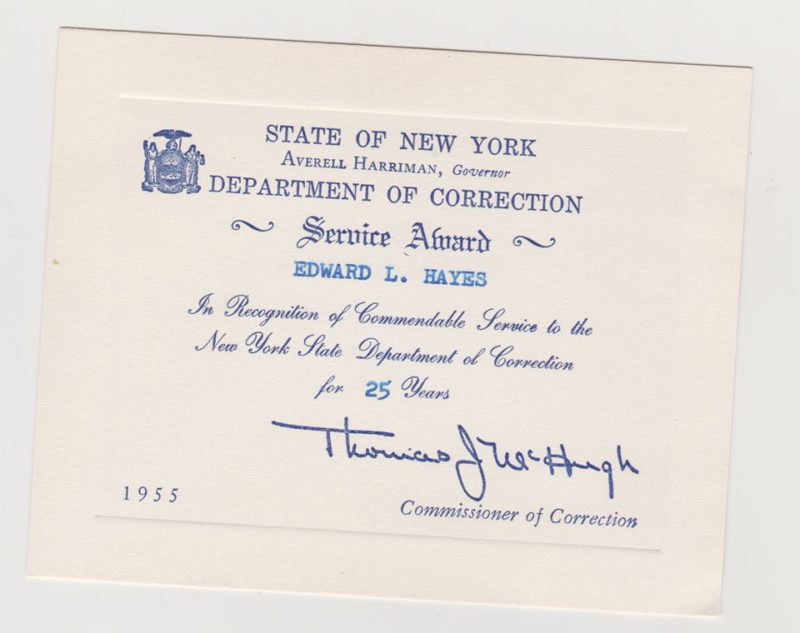 STATE OF NEW YORK
AVERELL HARRIMAN, Governor
DEPARTMENT OF CORRECTION
Service Award
EDWARD L. HAYES
In Recognition of Commendable Service to the
New York State Department of Correction
for 25 Years
Thomas J McHugh
1955
Commissioner of Correction